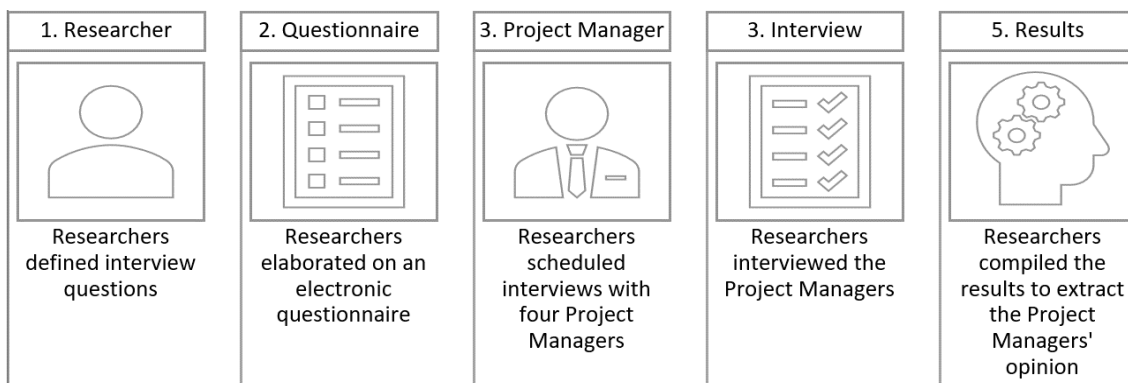 1. Researcher
Researchers
defined interview
questions
2. Questionnaire
Researchers
elaborated on an
electronic
questionnaire
3. Project Manager
Researchers
scheduled
interviews with
four Project
Managers
3. Interview
Researchers
interviewed the
Project Managers
5. Results
Researchers
compiled the
results to extract
the Project
Managers'
opinion